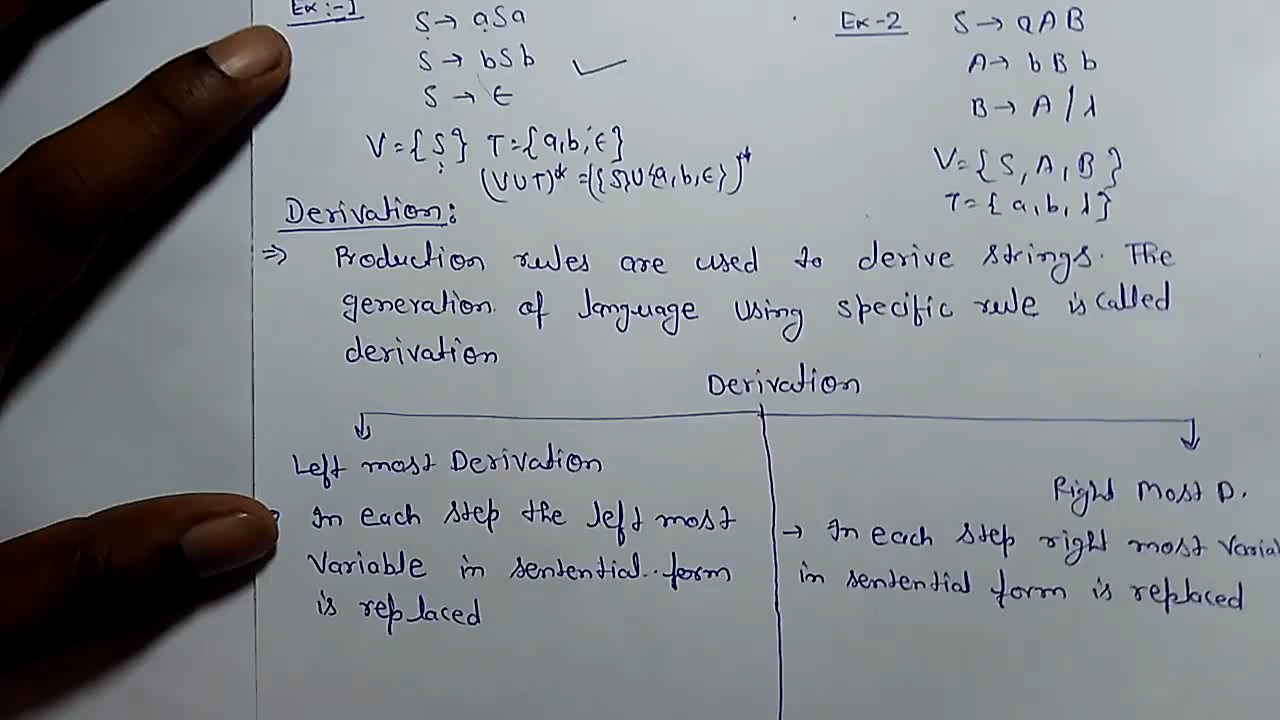 Ex :-1
S → aSa
S → bSb
S → ϵ
V = {S} T = {a,b,ϵ}
(VUT)* = ({S}U{a,b,ϵ})*
Ex-2
S → aAB
A → bBb
B → A/λ
V = {S, A, B}
T = {a, b, λ}
Derivation:
⇒ Production rules are used to derive strings. The
generation of language using specific rule is called
derivation
Derivation
Left most Derivation
In each step the left most
variable in sentential form
is replaced
Right Most D.
→ In each step right most varia
in sentential form is replaced